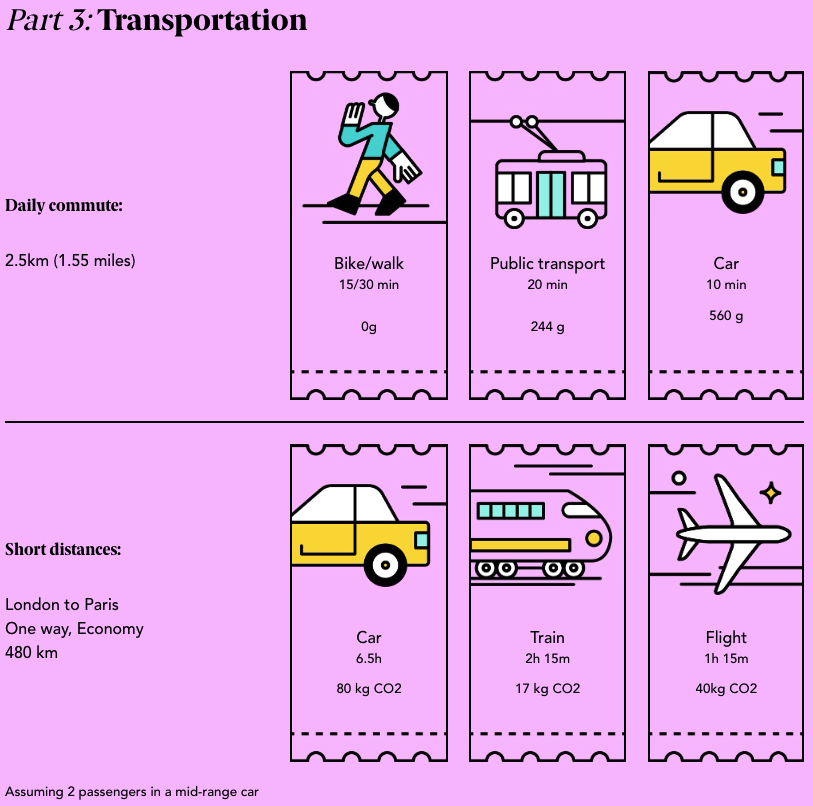 Part 3: Transportation
Daily commute:
2.5km (1.55 miles)
Bike/walk
15/30 min
0g
Public transport
20 min
244 g
Car
10 min
560 g
Short distances:
London to Paris
One way, Economy
480 km
Car
6.5h
80 kg CO2
Train
2h 15m
17 kg CO2
Flight
1h 15m
40kg CO2
Assuming 2 passengers in a mid-range car